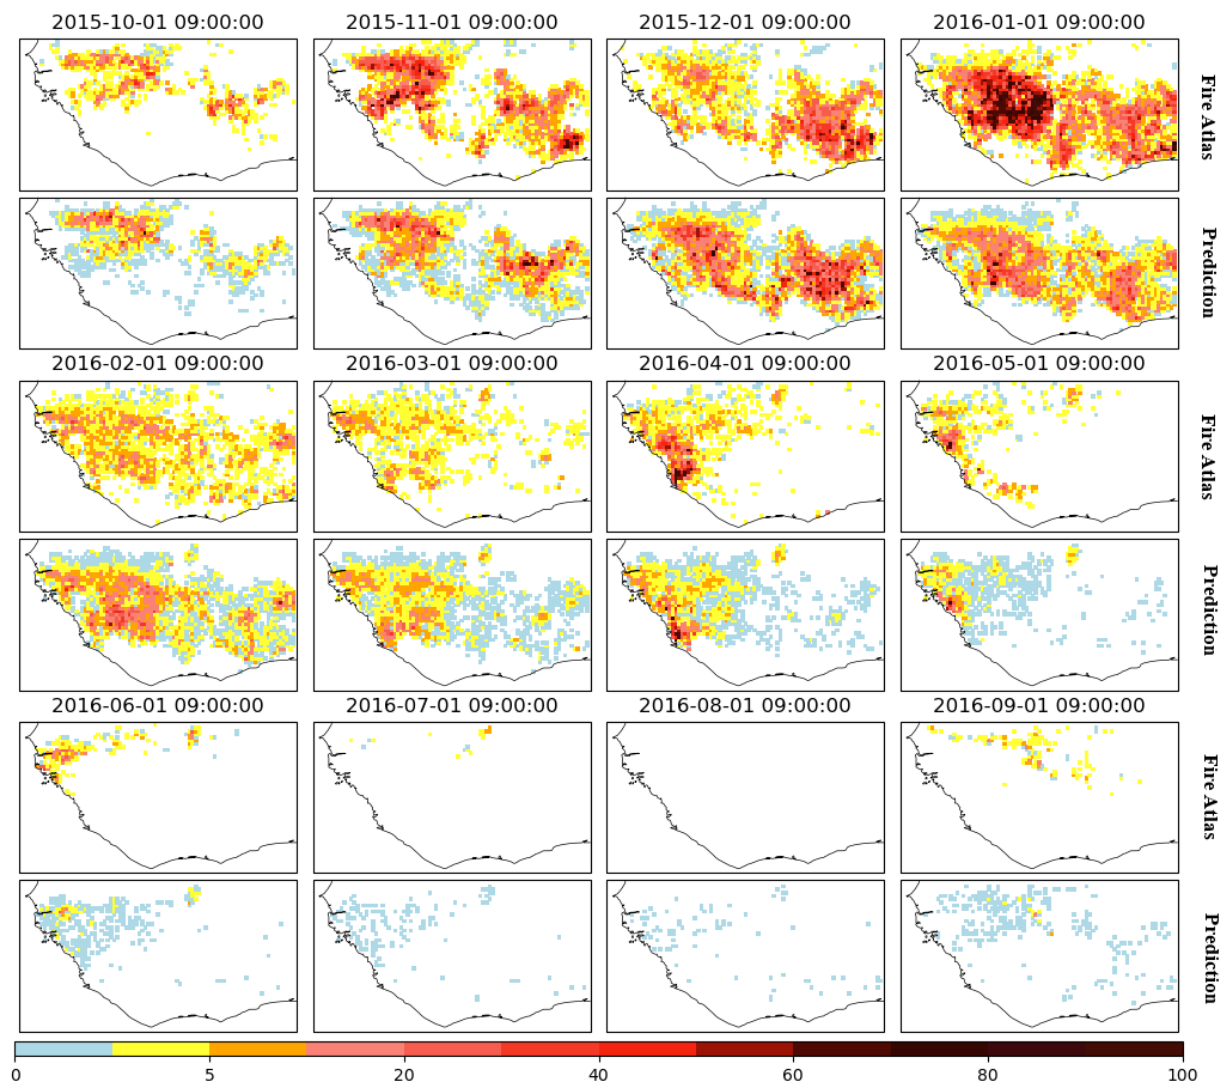 2015-10-01 09:00:00 2015-11-01 09:00:00 2015-12-01 09:00:00 2016-01-01 09:00:00
Fire Atlas
Prediction
2016-02-01 09:00:00 2016-03-01 09:00:00 2016-04-01 09:00:00 2016-05-01 09:00:00
Fire Atlas
Prediction
2016-06-01 09:00:00 2016-07-01 09:00:00 2016-08-01 09:00:00 2016-09-01 09:00:00
Fire Atlas
Prediction
0 5 20 40 60 80 100